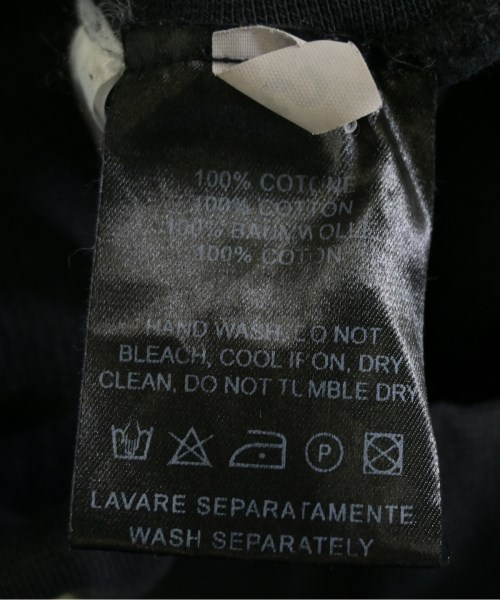 100% COTONE
100% COTTON
100% BAUMWOLLE
100% COTON
HAND WASH, DO NOT
BLEACH, COOL IRON, DRY
CLEAN, DO NOT TUMBLE DRY
P
LAVARE SEPARATAMENTE
WASH SEPARATELY